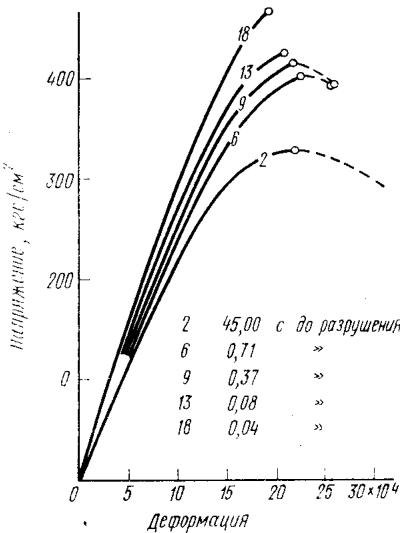 18
400
13
9
6
300
2
Напряжение, кгс/см²
200
2 45,00 с до разрушения
6 0,71 »
0
9 0,37 »
13 0,08 »
18 0,04 »
0 5 10 15 20 25 30×10⁴
Деформация